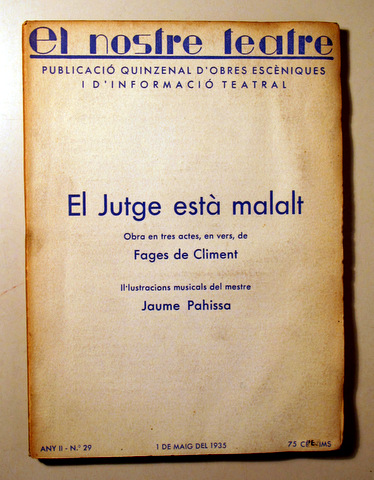 el nostre teatre
PUBLICACIÓ QUINZENAL D'OBRES ESCÈNIQUES
I D'INFORMACIÓ TEATRAL
El Jutge està malalt
Obra en tres actes, en vers, de
Fages de Climent
Il·lustracions musicals del mestre
Jaume Pahissa
ANY II - N.º 29
1 DE MAIG DEL 1935
75